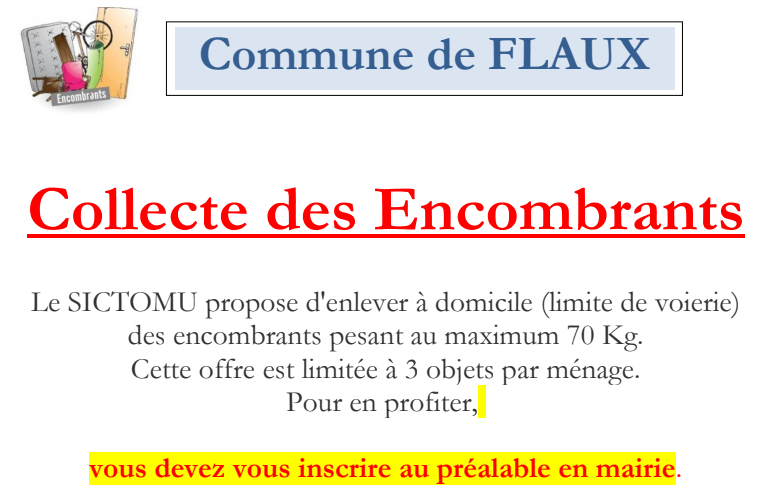 Encombrants
Commune de FLAUX
Collecte des Encombrants
Le SICTOMU propose d'enlever à domicile (limite de voierie)
des encombrants pesant au maximum 70 Kg.
Cette offre est limitée à 3 objets par ménage.
Pour en profiter,
vous devez vous inscrire au préalable en mairie.